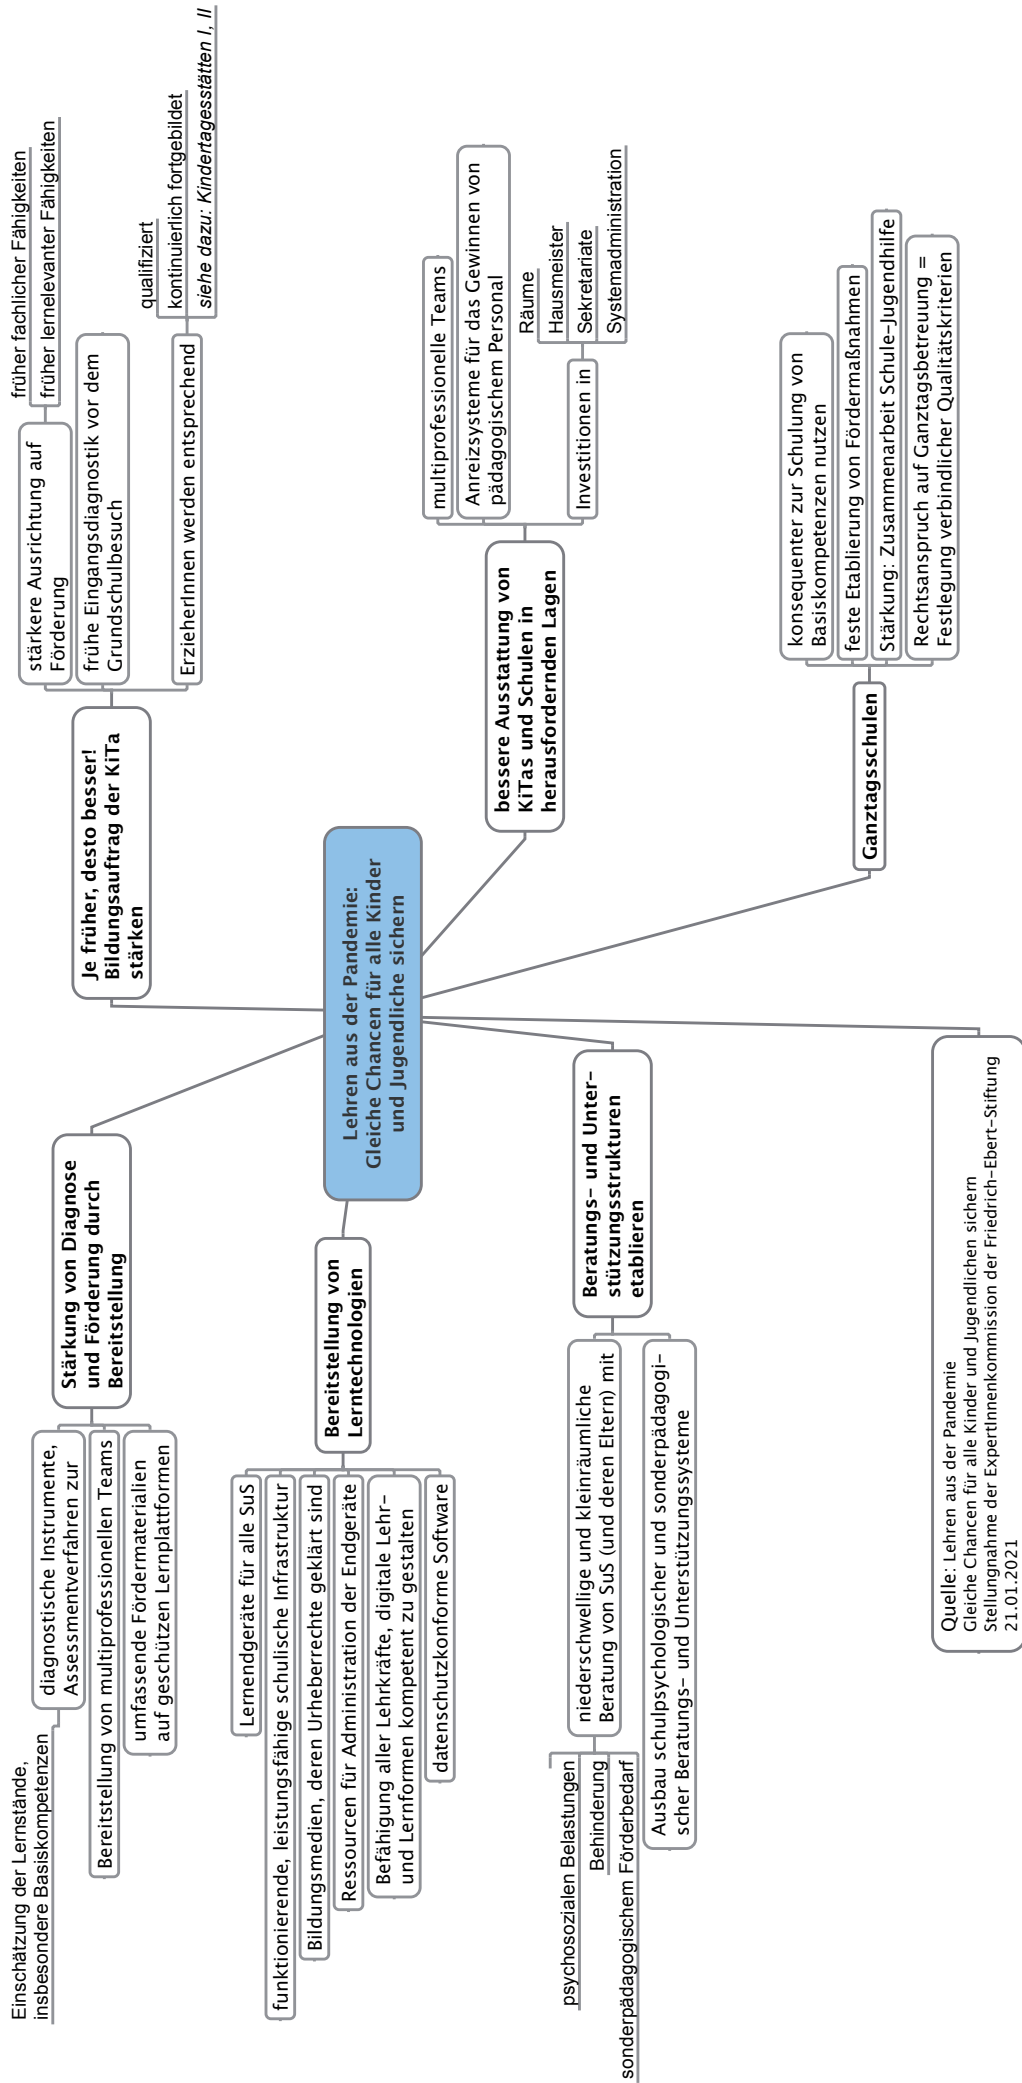 Lehren aus der Pandemie:
Gleiche Chancen für alle Kinder
und Jugendliche sichern
Je früher, desto besser!
Bildungsauftrag der KiTa
stärken
stärkere Ausrichtung auf
Förderung
früher fachlicher Fähigkeiten
früher lernrelevanter Fähigkeiten
frühe Eingangsdiagnostik vor dem
Grundschulbesuch
ErzieherInnen werden entsprechend
qualifiziert
kontinuierlich fortgebildet
siehe dazu: Kindertagesstätten I, II
bessere Ausstattung von
KiTas und Schulen in
herausfordernden Lagen
multiprofessionelle Teams
Anreizsysteme für das Gewinnen von
pädagogischem Personal
Investitionen in
Räume
Hausmeister
Sekretariate
Systemadministration
Ganztagsschulen
konsequenter zur Schulung von
Basiskompetenzen nutzen
feste Etablierung von Fördermaßnahmen
Stärkung: Zusammenarbeit Schule-Jugendhilfe
Rechtsanspruch auf Ganztagsbetreuung =
Festlegung verbindlicher Qualitätskriterien
Stärkung von Diagnose
und Förderung durch
Bereitstellung
diagnostische Instrumente,
Assessmentverfahren zur
Einschätzung der Lernstände,
insbesondere Basiskompetenzen
Bereitstellung von multiprofessionellen Teams
umfassende Fördermaterialien
auf geschützen Lernplattformen
Bereitstellung von
Lerntechnologien
Lernendgeräte für alle SuS
funktionierende, leistungsfähige schulische Infrastruktur
Bildungsmedien, deren Urheberrechte geklärt sind
Ressourcen für Administration der Endgeräte
Befähigung aller Lehrkräfte, digitale Lehr-
und Lernformen kompetent zu gestalten
datenschutzkonforme Software
Beratungs- und Unter-
stützungsstrukturen
etablieren
niederschwellige und kleinräumliche
Beratung von SuS (und deren Eltern) mit
psychosozialen Belastungen
Behinderung
sonderpädagogischem Förderbedarf
Ausbau schulpsychologischer und sonderpädagogi-
scher Beratungs- und Unterstützungssysteme
Quelle: Lehren aus der Pandemie
Gleiche Chancen für alle Kinder und Jugendlichen sichern
Stellungnahme der ExpertInnenkommission der Friedrich-Ebert-Stiftung
21.01.2021